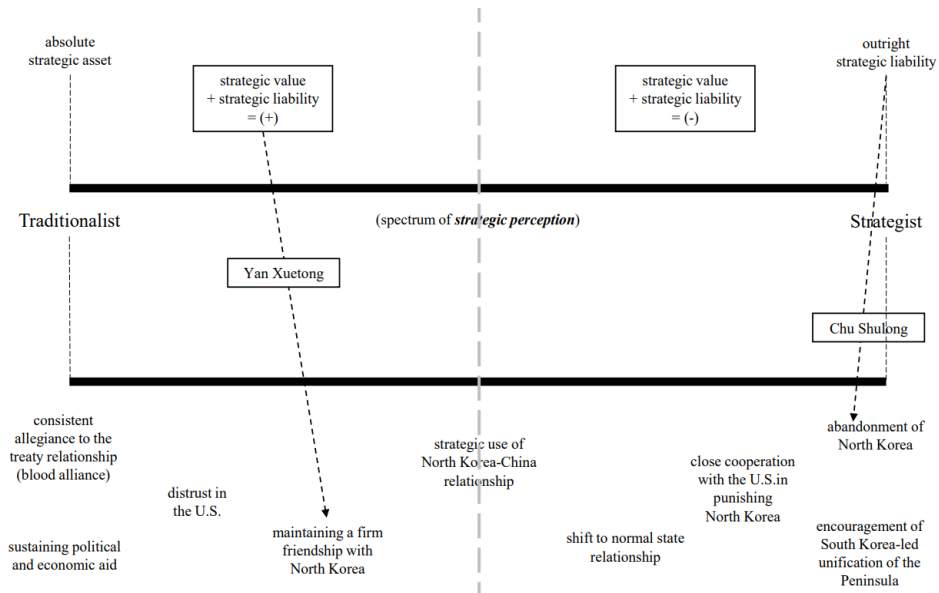 absolute
strategic asset
strategic value
+ strategic liability
= (+)
strategic value
+ strategic liability
= (-)
outright
strategic liability
Traditionalist
(spectrum of strategic perception)
Strategist
Yan Xuetong
Chu Shulong
consistent
allegiance to the
treaty relationship
(blood alliance)
distrust in
the U.S.
sustaining political
and economic aid
maintaining a firm
friendship with
North Korea
strategic use of
North Korea-China
relationship
shift to normal state
relationship
close cooperation
with the U.S.in
punishing
North Korea
abandonment of
North Korea
encouragement of
South Korea-led
unification of the
Peninsula